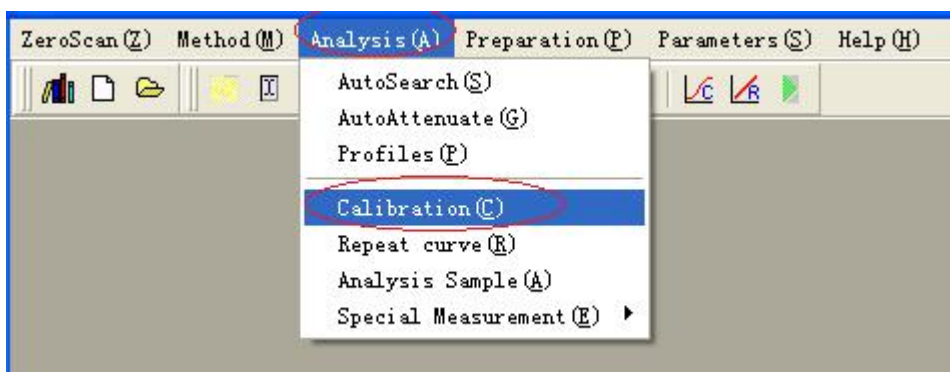 ZeroScan(Z) Method(M) Analysis(A) Preparation(P) Parameters(S) Help(H)
AutoSearch(S)
AutoAttenuate(G)
Profiles(P)
Calibration(C)
Repeat curve(R)
Analysis Sample(A)
Special Measurement(E)
C R